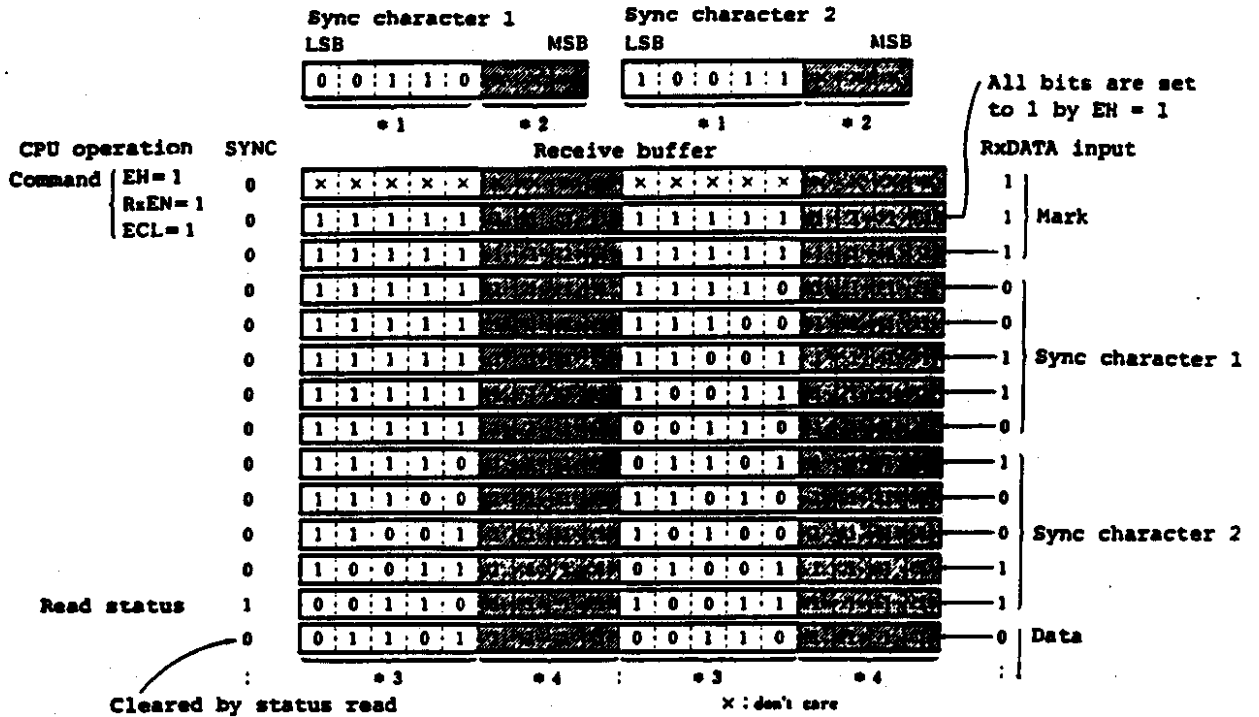 Sync character 1 Sync character 2
LSB MSB LSB MSB
0 0 1 1 0 1 0 0 1 1
All bits are set
to 1 by EH = 1
*1 *2 *1 *2
CPU operation SYNC Receive buffer RxDATA input
Command EH=1 0 × × × × × × × × × × 1
RxEN=1 0 1 1 1 1 1 1 1 1 1 1 1 Mark
ECL=1 0 1 1 1 1 1 1 1 1 1 1 1
0 1 1 1 1 1 1 1 1 1 0 0
0 1 1 1 1 1 1 1 1 0 0 0
0 1 1 1 1 1 1 1 0 0 1 1 Sync character 1
0 1 1 1 1 1 1 0 0 1 1 1
0 1 1 1 1 1 0 0 1 1 0 0
0 1 1 1 1 0 0 1 1 0 1 1
0 1 1 1 0 0 1 1 0 1 0 0
0 1 1 0 0 1 1 0 1 0 0 0 Sync character 2
0 1 0 0 1 1 0 1 0 0 1 1
Read status 1 0 0 1 1 0 1 0 0 1 1 1
0 0 1 1 0 1 0 0 1 1 0 0 Data
: *3 *4 : *3 *4 :
Cleared by status read × : don't care